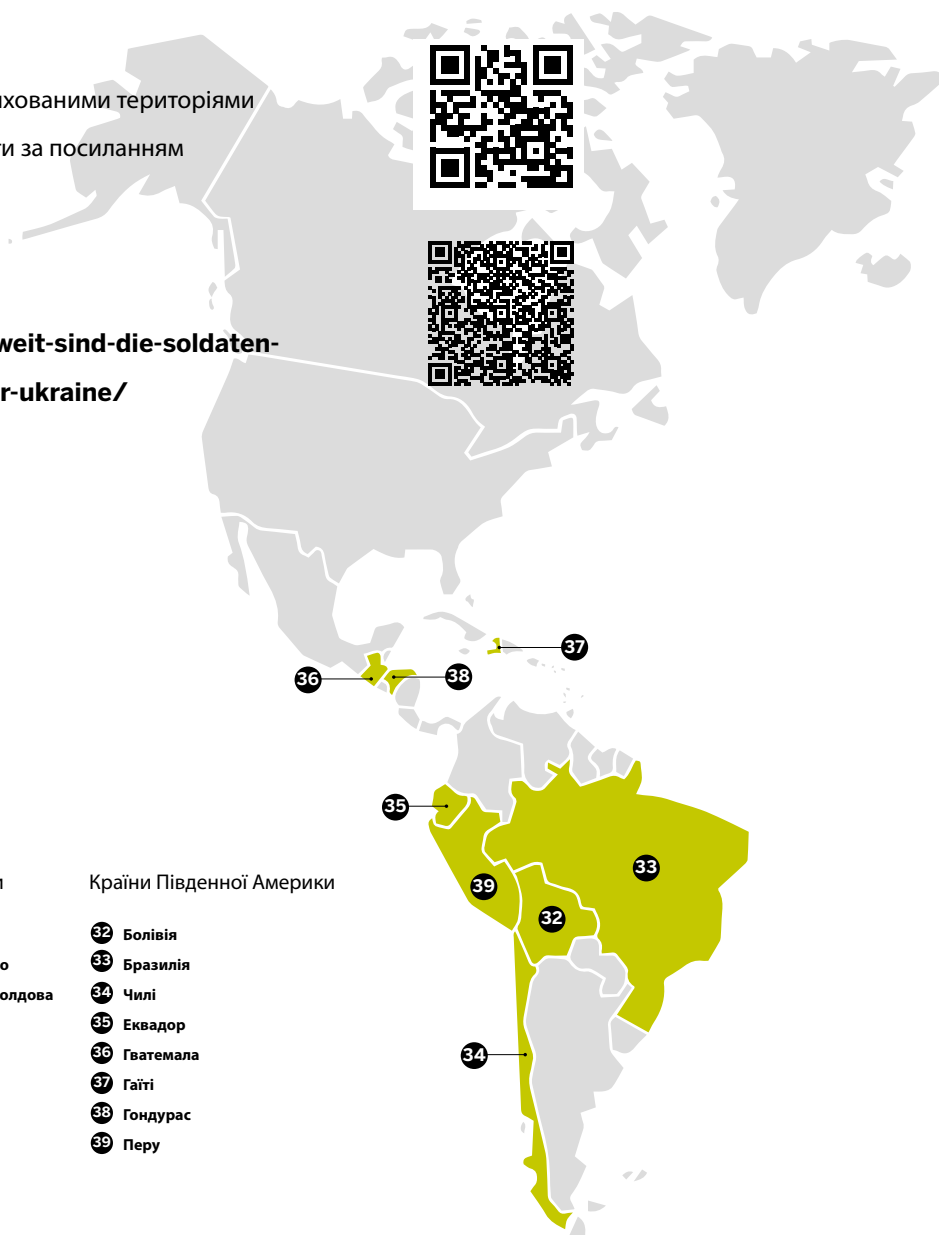 ихованими територіями
ти за посиланням
weit-sind-die-soldaten-
r-ukraine/
37
36
38
35
33
39
32
34
и
о
олдова
Країни Південної Америки
32 Болівія
33 Бразилія
34 Чилі
35 Еквадор
36 Гватемала
37 Гаїті
38 Гондурас
39 Перу